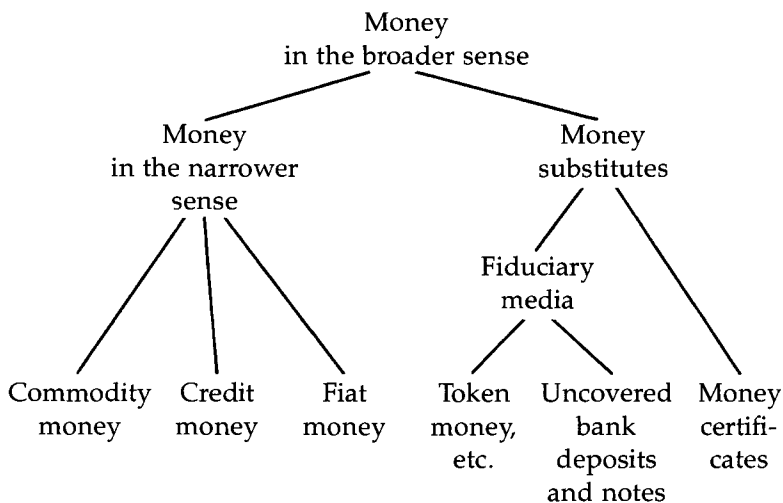 Money
in the broader sense
Money
in the narrower
sense
Money
substitutes
Fiduciary
media
Commodity
money
Credit
money
Fiat
money
Token
money,
etc.
Uncovered
bank
deposits
and notes
Money
certifi-
cates